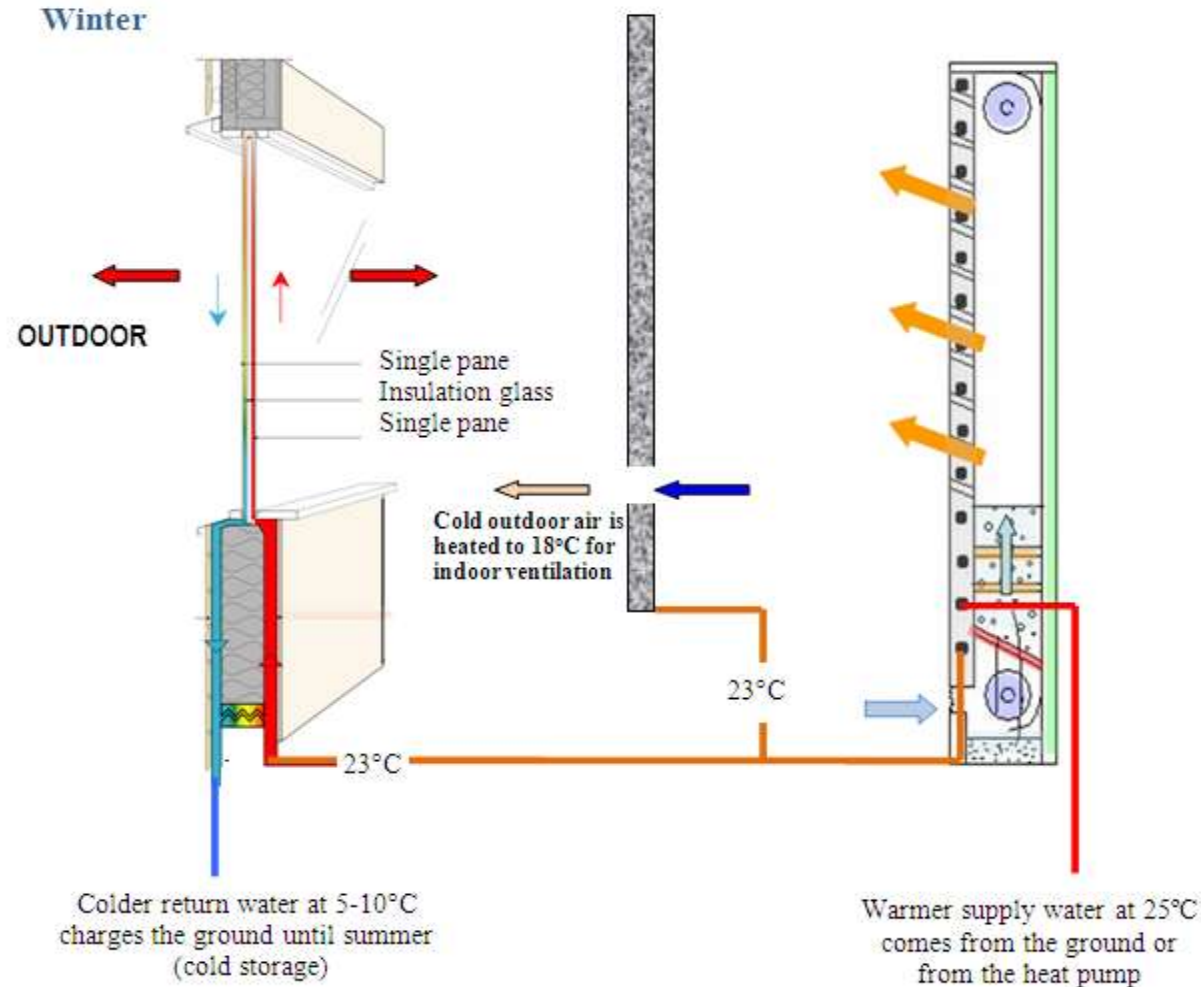 Winter
OUTDOOR
Single pane
Insulation glass
Single pane
Cold outdoor air is
heated to 18°C for
indoor ventilation
23°C
23°C
Colder return water at 5-10°C
charges the ground until summer
(cold storage)
Warmer supply water at 25°C
comes from the ground or
from the heat pump